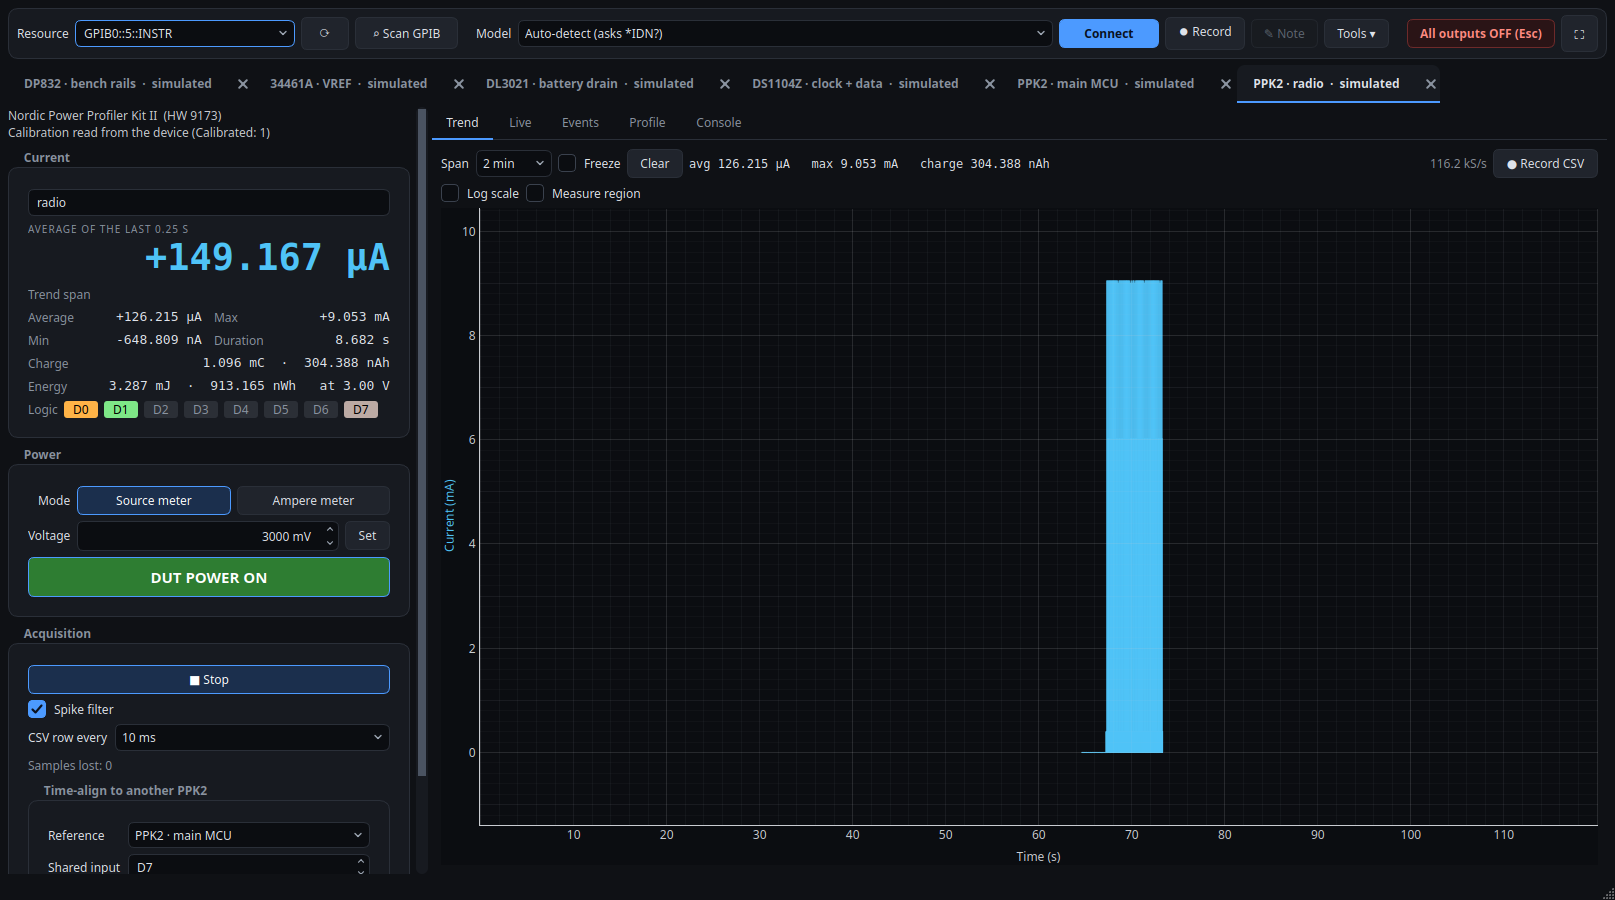 Resource GPIB0::5::INSTR ⟳ ⌕ Scan GPIB Model Auto-detect (asks *IDN?) Connect ● Record ✎ Note Tools ▾ All outputs OFF (Esc) ⛶
DP832 · bench rails · simulated ✕ 34461A · VREF · simulated ✕ DL3021 · battery drain · simulated ✕ DS1104Z · clock + data · simulated ✕ PPK2 · main MCU · simulated ✕ PPK2 · radio · simulated ✕
Nordic Power Profiler Kit II (HW 9173)
Calibration read from the device (Calibrated: 1)
Current
radio
AVERAGE OF THE LAST 0.25 S
+149.167 µA
Trend span
Average +126.215 µA Max +9.053 mA
Min -648.809 nA Duration 8.682 s
Charge 1.096 mC · 304.388 nAh
Energy 3.287 mJ · 913.165 nWh at 3.00 V
Logic D0 D1 D2 D3 D4 D5 D6 D7
Power
Mode Source meter Ampere meter
Voltage 3000 mV Set
DUT POWER ON
Acquisition
■ Stop
Spike filter
CSV row every 10 ms
Samples lost: 0
Time-align to another PPK2
Reference PPK2 · main MCU
Shared input D7
Trend Live Events Profile Console
Span 2 min Freeze Clear avg 126.215 µA max 9.053 mA charge 304.388 nAh 116.2 kS/s ● Record CSV
Log scale Measure region
10
8
6
4
2
0
Current (mA)
10 20 30 40 50 60 70 80 90 100 110
Time (s)